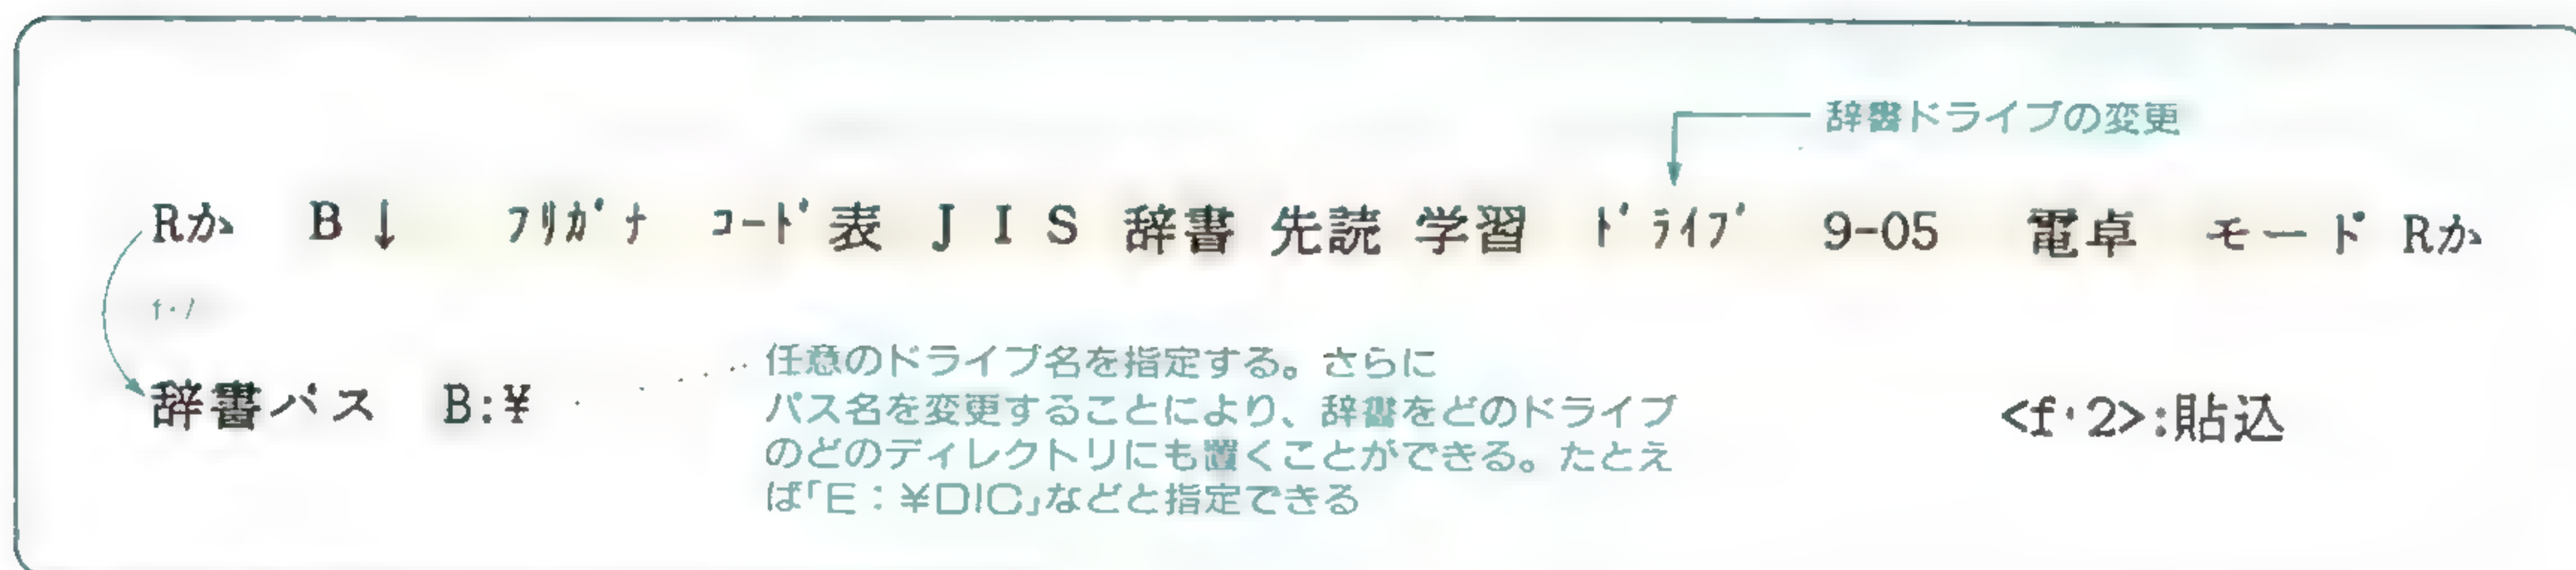 辞書ドライブの変更
Rか B↓ フリガナ コード表 JIS 辞書 先読 学習 ドライブ 9-05 電卓 モード Rか
f・7
辞書パス B:¥
任意のドライブ名を指定する。さらに
パス名を変更することにより、辞書をどのドライブ
のどのディレクトリにも置くことができる。たとえ
ば「E:¥DIC」などと指定できる
<f・2>:貼込